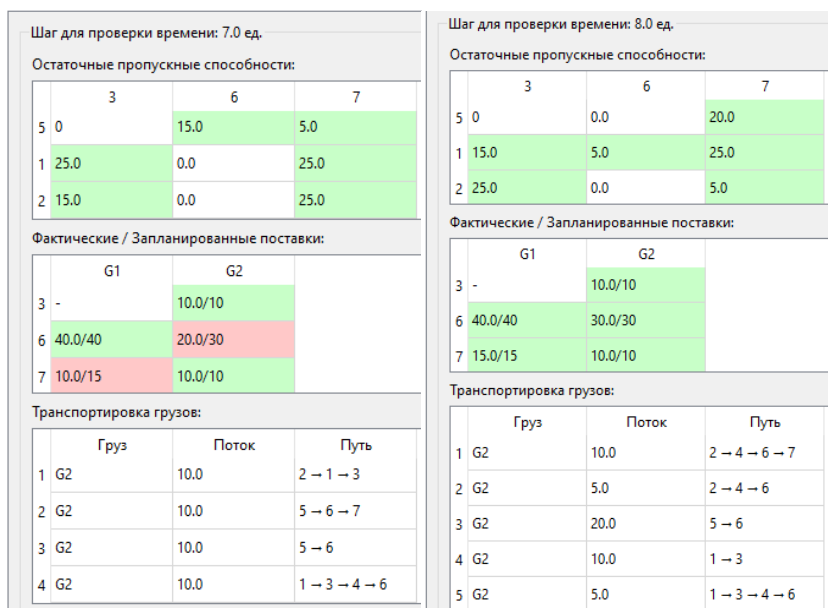 Шаг для проверки времени: 7.0 ед.
Остаточные пропускные способности:
3 6 7
5 0 15.0 5.0
1 25.0 0.0 25.0
2 15.0 0.0 25.0
Фактические / Запланированные поставки:
G1 G2
3 - 10.0/10
6 40.0/40 20.0/30
7 10.0/15 10.0/10
Транспортировка грузов:
Груз Поток Путь
1 G2 10.0 2 → 1 → 3
2 G2 10.0 5 → 6 → 7
3 G2 10.0 5 → 6
4 G2 10.0 1 → 3 → 4 → 6
Шаг для проверки времени: 8.0 ед.
Остаточные пропускные способности:
3 6 7
5 0 0.0 20.0
1 15.0 5.0 25.0
2 25.0 0.0 5.0
Фактические / Запланированные поставки:
G1 G2
3 - 10.0/10
6 40.0/40 30.0/30
7 15.0/15 10.0/10
Транспортировка грузов:
Груз Поток Путь
1 G2 10.0 2 → 4 → 6 → 7
2 G2 5.0 2 → 4 → 6
3 G2 20.0 5 → 6
4 G2 10.0 1 → 3
5 G2 5.0 1 → 3 → 4 → 6